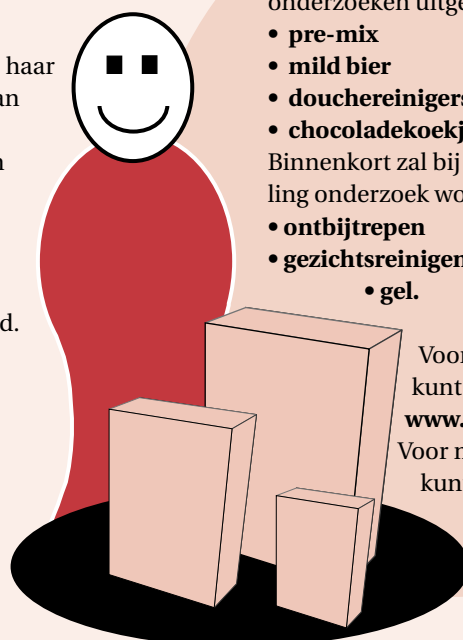 haar
an
n
d.
onderzoeken uitge
• pre-mix
• mild bier
• douchereinigers
• chocoladekoekj
Binnenkort zal bij
ling onderzoek wo
• ontbijtrepen
• gezichtsreinigen
• gel.
Voor
kunt
www.
Voor n
kun